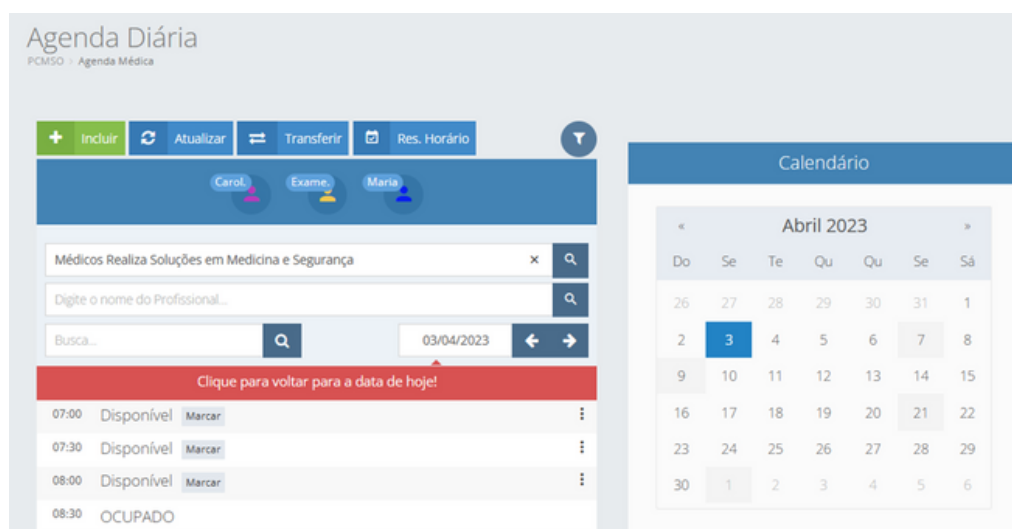 Agenda Diária
PCMSO › Agenda Médica
+ Incluir Atualizar Transferir Res. Horário
Carol. Exame. Maria
Médicos Realiza Soluções em Medicina e Segurança ×
Digite o nome do Profissional...
Busca... 03/04/2023
Clique para voltar para a data de hoje!
07:00 Disponível Marcar
07:30 Disponível Marcar
08:00 Disponível Marcar
08:30 OCUPADO
Calendário
« Abril 2023 »
Do Se Te Qu Qu Se Sá
26 27 28 29 30 31 1
2 3 4 5 6 7 8
9 10 11 12 13 14 15
16 17 18 19 20 21 22
23 24 25 26 27 28 29
30 1 2 3 4 5 6